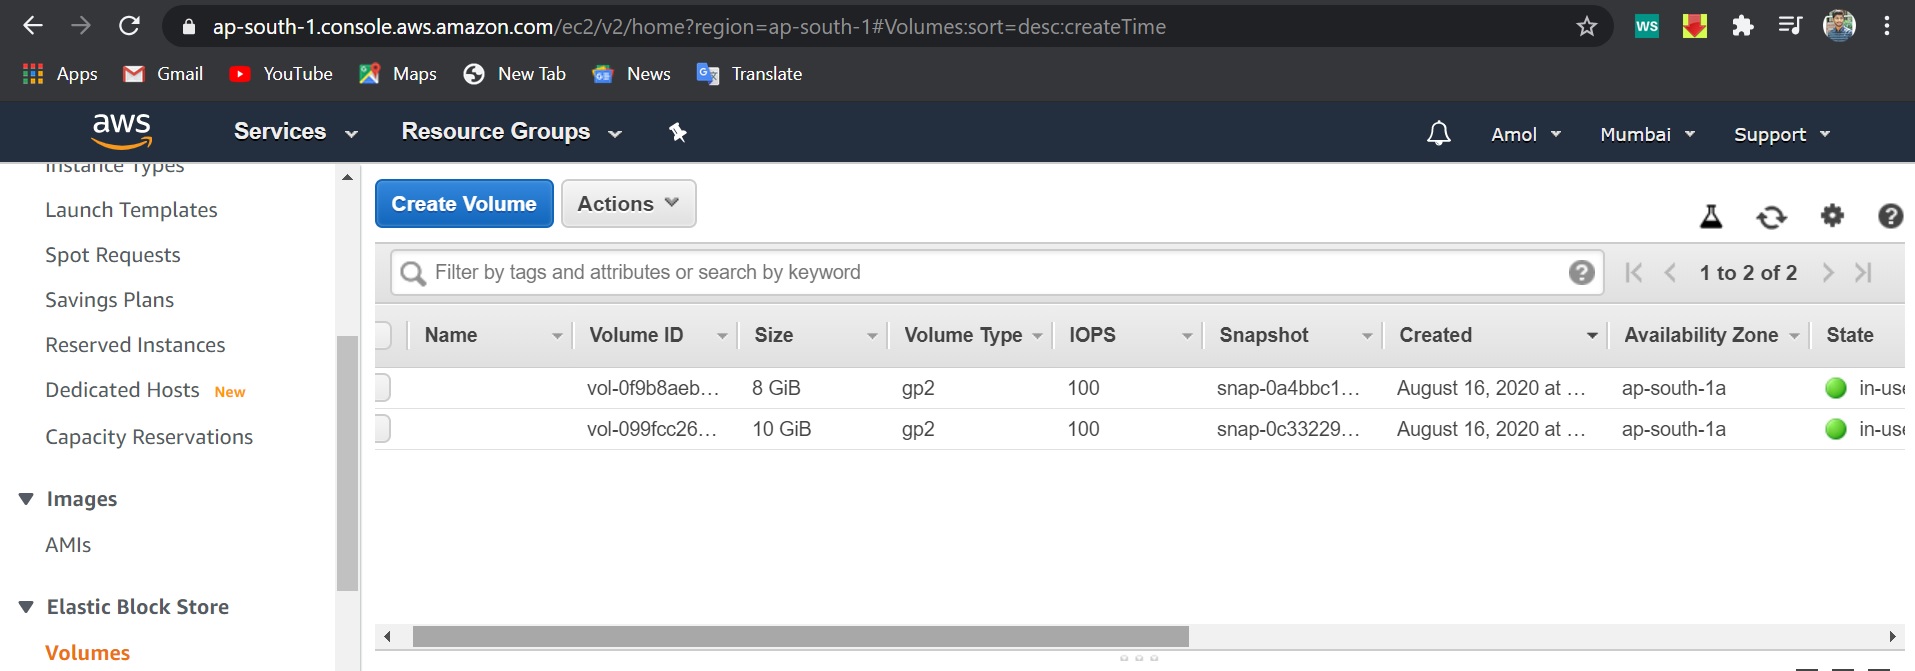 ap-south-1.console.aws.amazon.com/ec2/v2/home?region=ap-south-1#Volumes:sort=desc:createTime
WS
Apps Gmail YouTube Maps New Tab News Translate
aws Services Resource Groups Amol Mumbai Support
Instance Types
Launch Templates
Spot Requests
Savings Plans
Reserved Instances
Dedicated Hosts New
Capacity Reservations
Images
AMIs
Elastic Block Store
Volumes
Create Volume Actions
Filter by tags and attributes or search by keyword 1 to 2 of 2
Name Volume ID Size Volume Type IOPS Snapshot Created Availability Zone State
vol-0f9b8aeb... 8 GiB gp2 100 snap-0a4bbc1... August 16, 2020 at ... ap-south-1a in-use
vol-099fcc26... 10 GiB gp2 100 snap-0c33229... August 16, 2020 at ... ap-south-1a in-use